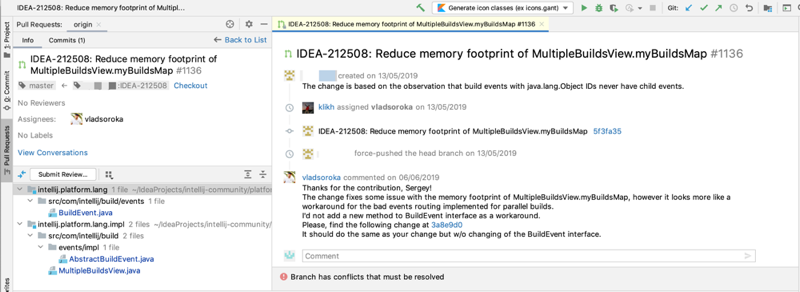 IDEA-212508: Reduce memory footprint of Multipl...
Generate icon classes (ex icons.gant)
Git:
Pull Requests: origin
Info Commits (1) Back to List
IDEA-212508: Reduce memory footprint of
MultipleBuildsView.myBuildsMap #1136
master ← :IDEA-212508 Checkout
No Reviewers
Assignees: vladsoroka
No Labels
View Conversations
Submit Review...
intellij.platform.lang 1 file ~/IdeaProjects/intellij-community/platfor
src/com/intellij/build/events 1 file
BuildEvent.java
intellij.platform.lang.impl 2 files ~/IdeaProjects/intellij-community/
src/com/intellij/build 2 files
events/impl 1 file
AbstractBuildEvent.java
MultipleBuildsView.java
Project
Commit
Pull Requests
IDEA-212508: Reduce memory footprint of MultipleBuildsView.myBuildsMap #1136
IDEA-212508: Reduce memory footprint of MultipleBuildsView.myBuildsMap #1136
created on 13/05/2019
The change is based on the observation that build events with java.lang.Object IDs never have child events.
klikh assigned vladsoroka on 13/05/2019
IDEA-212508: Reduce memory footprint of MultipleBuildsView.myBuildsMap 5f3fa35
force-pushed the head branch on 13/05/2019
vladsoroka commented on 06/06/2019
Thanks for the contribution, Sergey!
The change fixes some issue with the memory footprint of MultipleBuildsView.myBuildsMap, however it looks more like a
workaround for the bad events routing implemented for parallel builds.
I'd not add a new method to BuildEvent interface as a workaround.
Please, find the following change at 3a8e9d0
It should do the same as your change but w/o changing of the BuildEvent interface.
Comment
Branch has conflicts that must be resolved